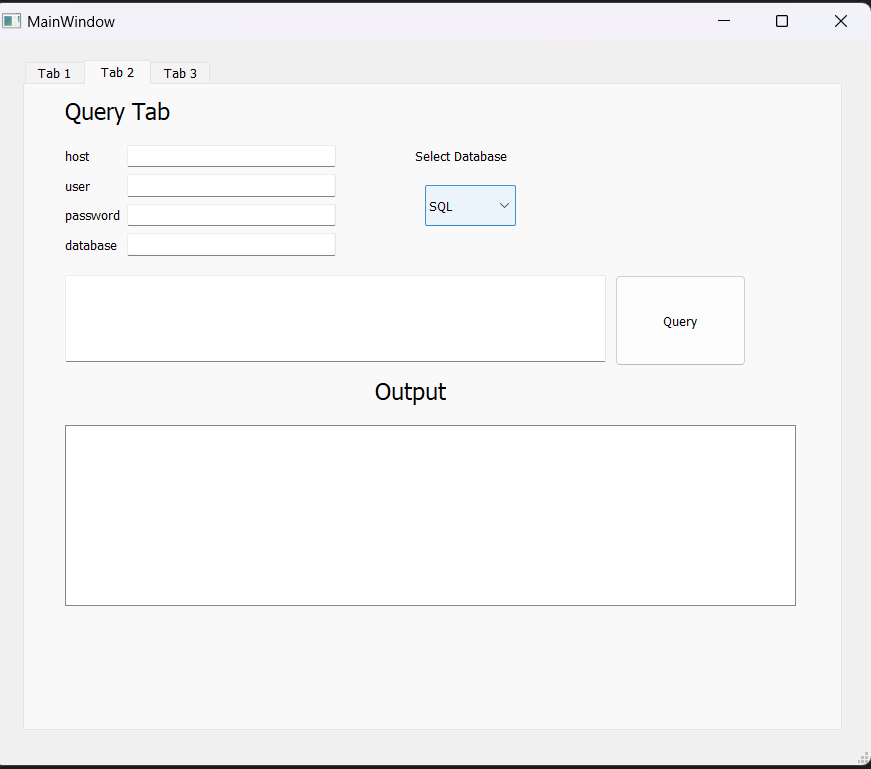 MainWindow
Tab 1 Tab 2 Tab 3
Query Tab
host
Select Database
user
SQL
password
database
Query
Output